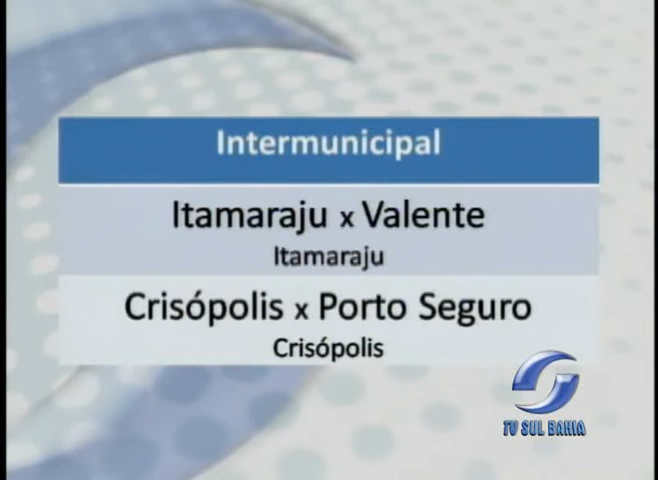 Intermunicipal
Itamaraju x Valente
Itamaraju
Crisópolis x Porto Seguro
Crisópolis
TV SUL BAHIA